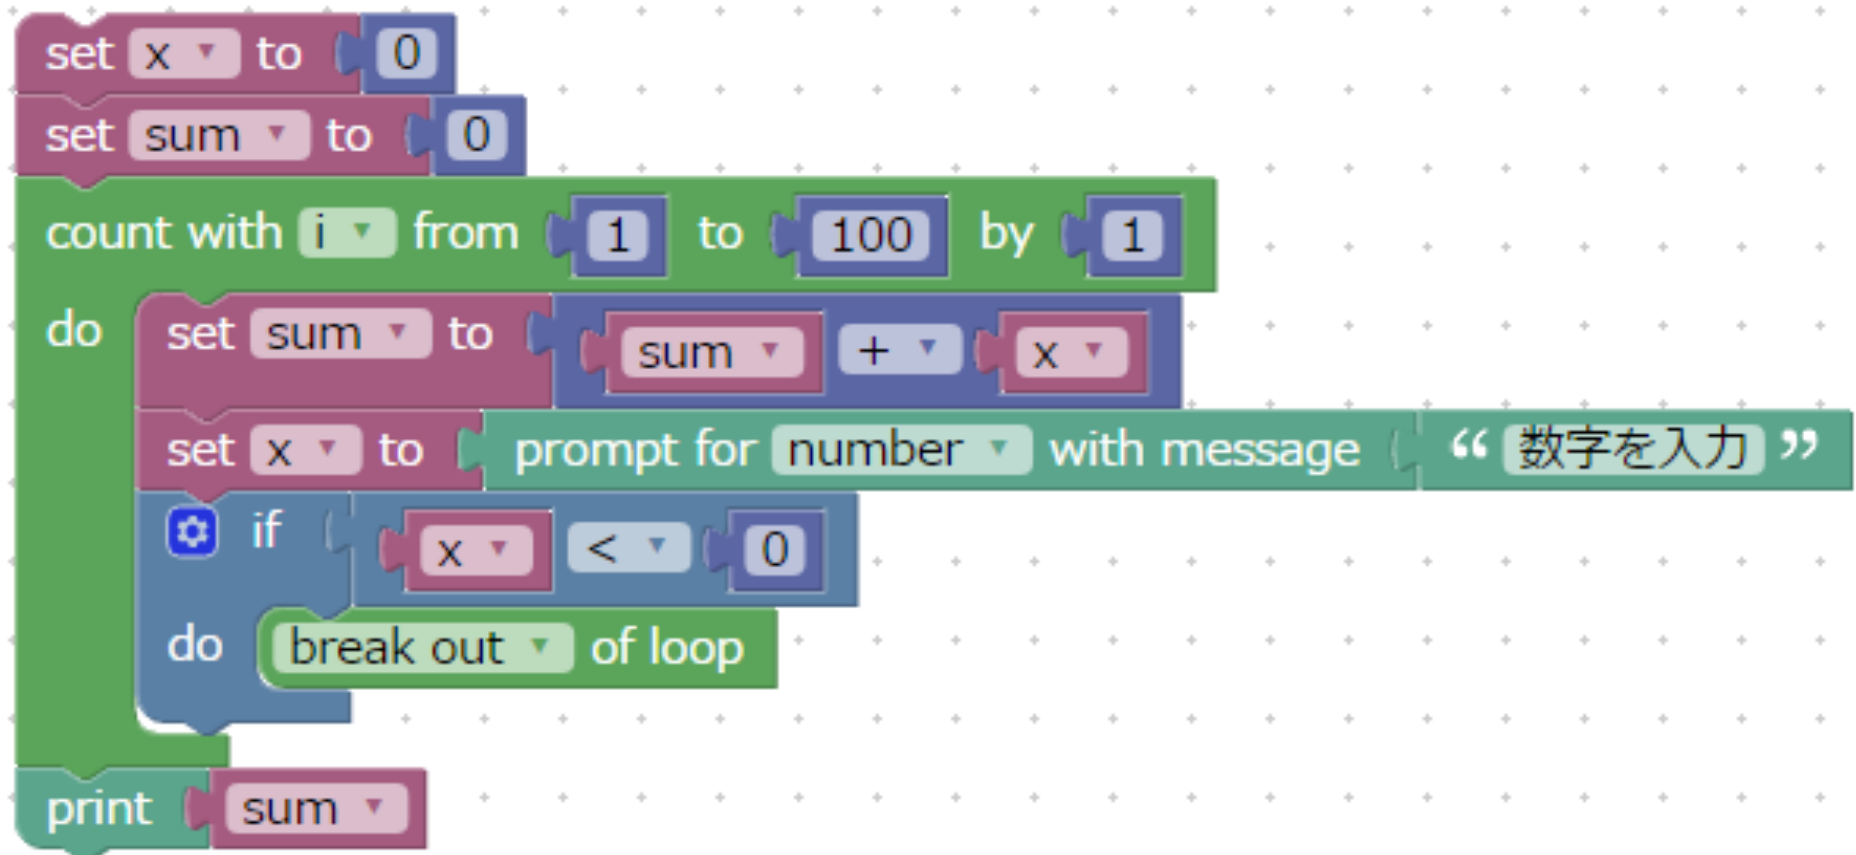 set x to 0
set sum to 0
count with i from 1 to 100 by 1
do set sum to sum + x
set x to prompt for number with message “ 数字を入力 ”
if x < 0
do break out of loop
print sum